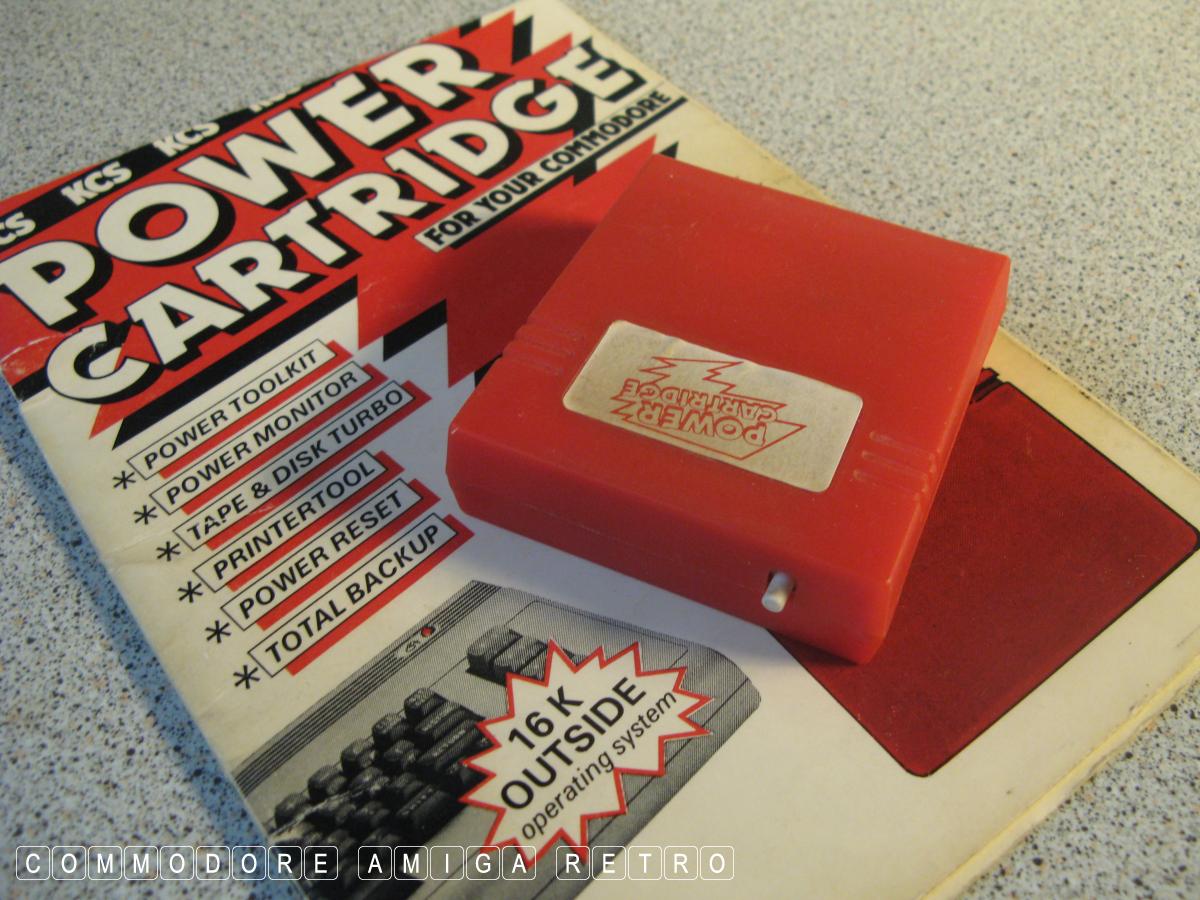 CS KCS KCS
POWER
CARTRIDGE
FOR YOUR COMMODORE
* POWER TOOLKIT
* POWER MONITOR
* TAPE & DISK TURBO
* PRINTERTOOL
* POWER RESET
* TOTAL BACKUP
POWER
CARTRIDGE
16 K
OUTSIDE
operating system
COMMODORE AMIGA RETRO